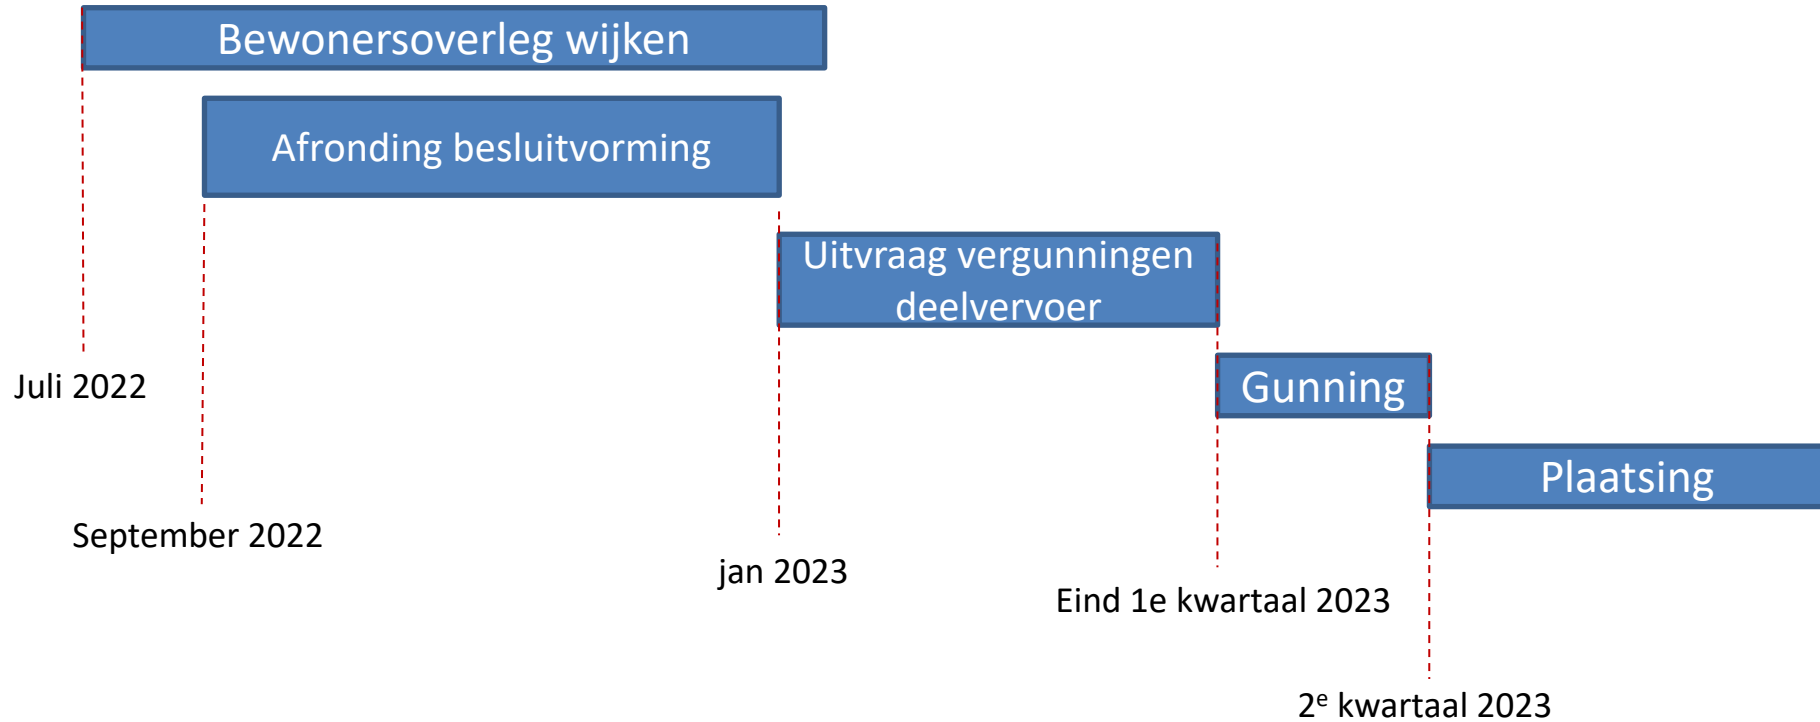 Bewonersoverleg wijken
Afronding besluitvorming
Uitvraag vergunningen
deelvervoer
Gunning
Juli 2022
Plaatsing
September 2022
jan 2023
Eind 1e kwartaal 2023
2e kwartaal 2023